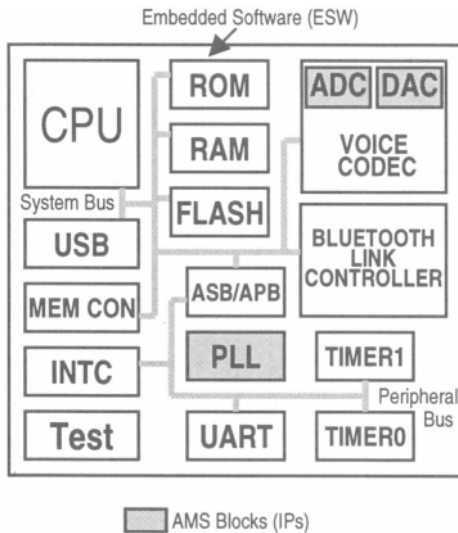 Embedded Software (ESW)
CPU
ROM
ADC DAC
VOICE
CODEC
RAM
System Bus
FLASH
USB
BLUETOOTH
LINK
CONTROLLER
MEM CON
ASB/APB
INTC
PLL
TIMER1
Peripheral
Bus
Test
UART
TIMER0
AMS Blocks (IPs)